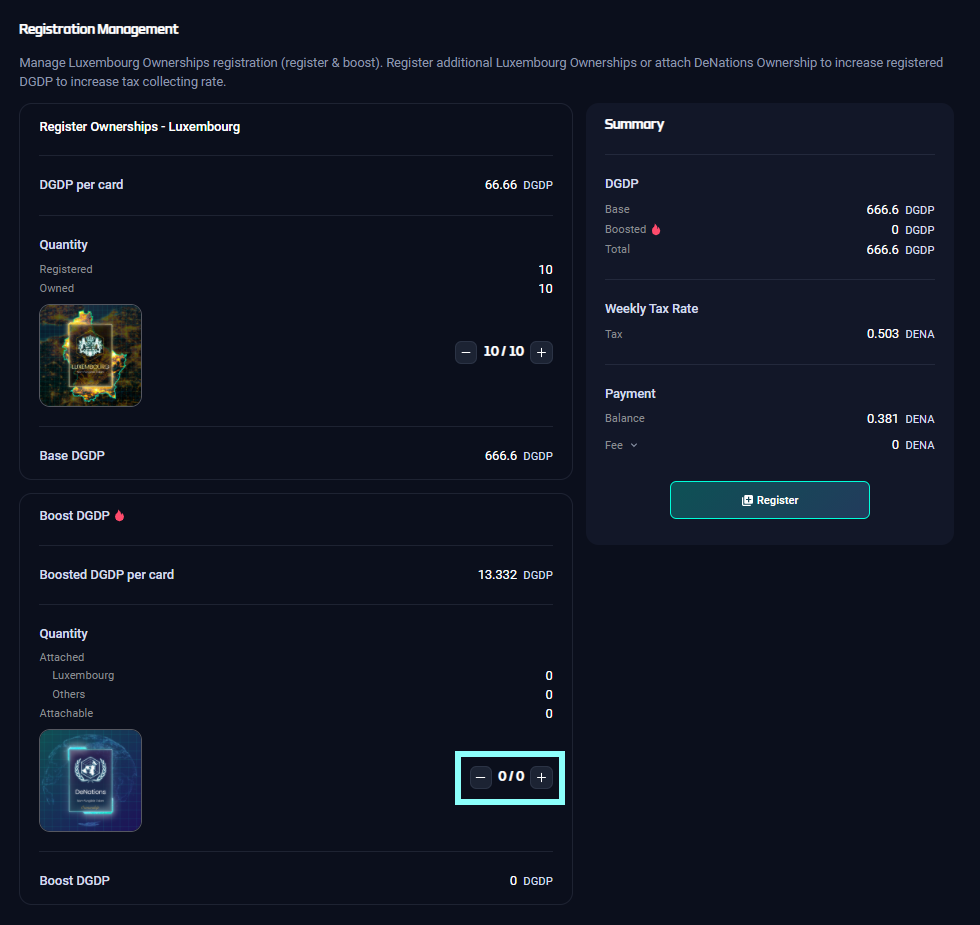 Registration Management
Manage Luxembourg Ownerships registration (register & boost). Register additional Luxembourg Ownerships or attach DeNations Ownership to increase registered
DGDP to increase tax collecting rate.
Register Ownerships - Luxembourg
DGDP per card 66.66 DGDP
Quantity
Registered 10
Owned 10
LUXEMBOURG
− 10 / 10 +
Base DGDP 666.6 DGDP
Boost DGDP
Boosted DGDP per card 13.332 DGDP
Quantity
Attached
Luxembourg 0
Others 0
Attachable 0
DeNations
− 0 / 0 +
Boost DGDP 0 DGDP
Summary
DGDP
Base 666.6 DGDP
Boosted 0 DGDP
Total 666.6 DGDP
Weekly Tax Rate
Tax 0.503 DENA
Payment
Balance 0.381 DENA
Fee 0 DENA
Register